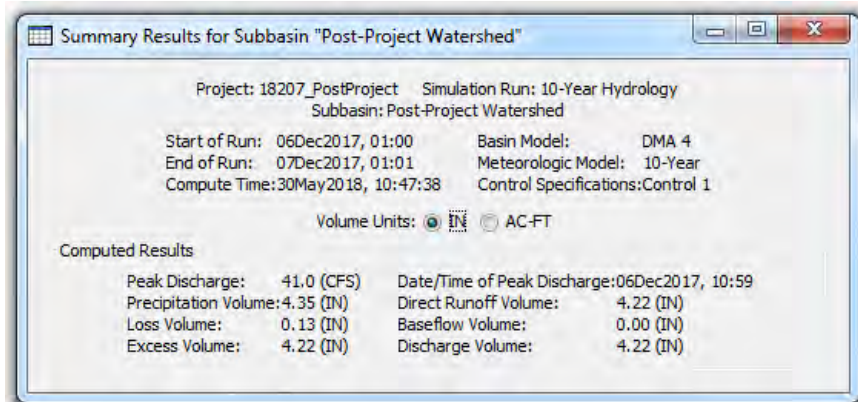 Summary Results for Subbasin "Post-Project Watershed"
Project: 18207_PostProject Simulation Run: 10-Year Hydrology
Subbasin: Post-Project Watershed
Start of Run: 06Dec2017, 01:00 Basin Model: DMA 4
End of Run: 07Dec2017, 01:01 Meteorologic Model: 10-Year
Compute Time:30May2018, 10:47:38 Control Specifications:Control 1
Volume Units: IN AC-FT
Computed Results
Peak Discharge: 41.0 (CFS) Date/Time of Peak Discharge:06Dec2017, 10:59
Precipitation Volume:4.35 (IN) Direct Runoff Volume: 4.22 (IN)
Loss Volume: 0.13 (IN) Baseflow Volume: 0.00 (IN)
Excess Volume: 4.22 (IN) Discharge Volume: 4.22 (IN)